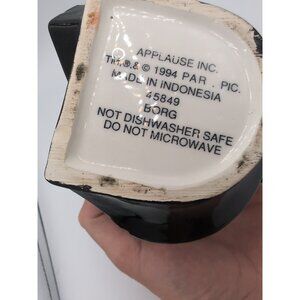 APPLAUSE INC.
TM®,& © 1994 PAR . PIC.
MADE IN INDONESIA
45849
BORG
NOT DISHWASHER SAFE
DO NOT MICROWAVE